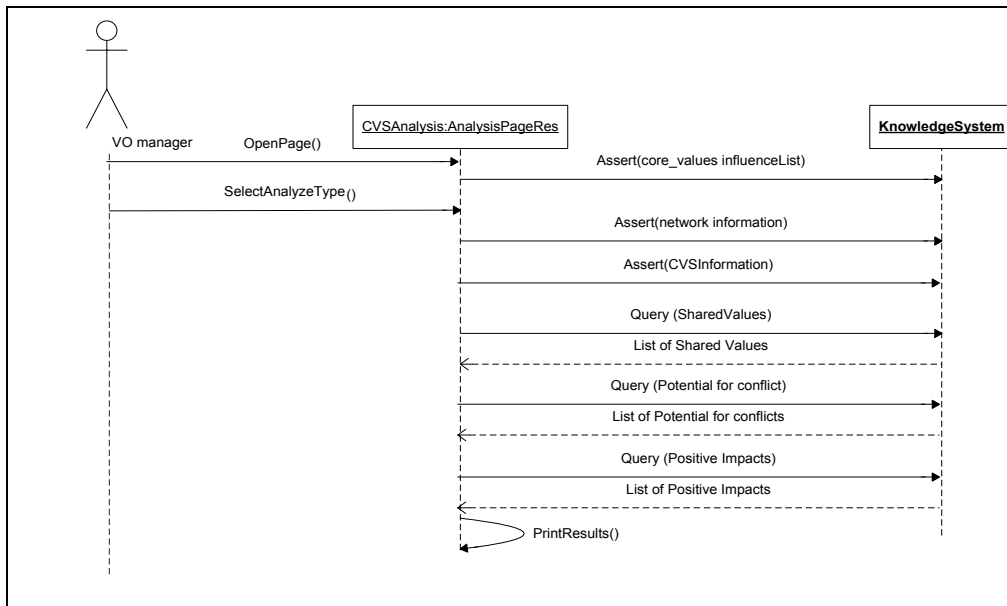 CVSAnalysis:AnalysisPageRes
KnowledgeSystem
VO manager
OpenPage()
Assert(core_values influenceList)
SelectAnalyzeType()
Assert(network information)
Assert(CVSInformation)
Query (SharedValues)
List of Shared Values
Query (Potential for conflict)
List of Potential for conflicts
Query (Positive Impacts)
List of Positive Impacts
PrintResults()